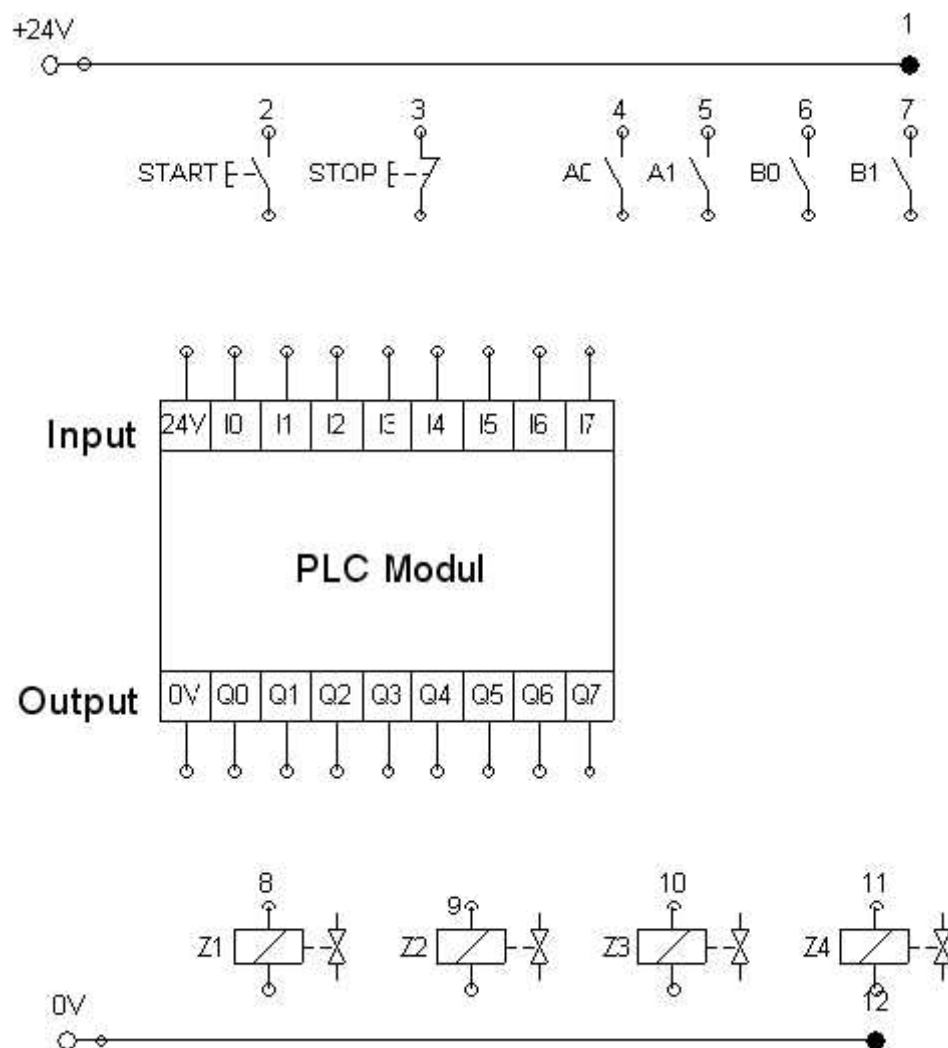 +24V 1
2 3 4 5 6 7
START STOP A0 A1 B0 B1
Input 24V I0 I1 I2 I3 I4 I5 I6 I7
PLC Modul
Output 0V Q0 Q1 Q2 Q3 Q4 Q5 Q6 Q7
8 9 10 11
Z1 Z2 Z3 Z4
0V 12